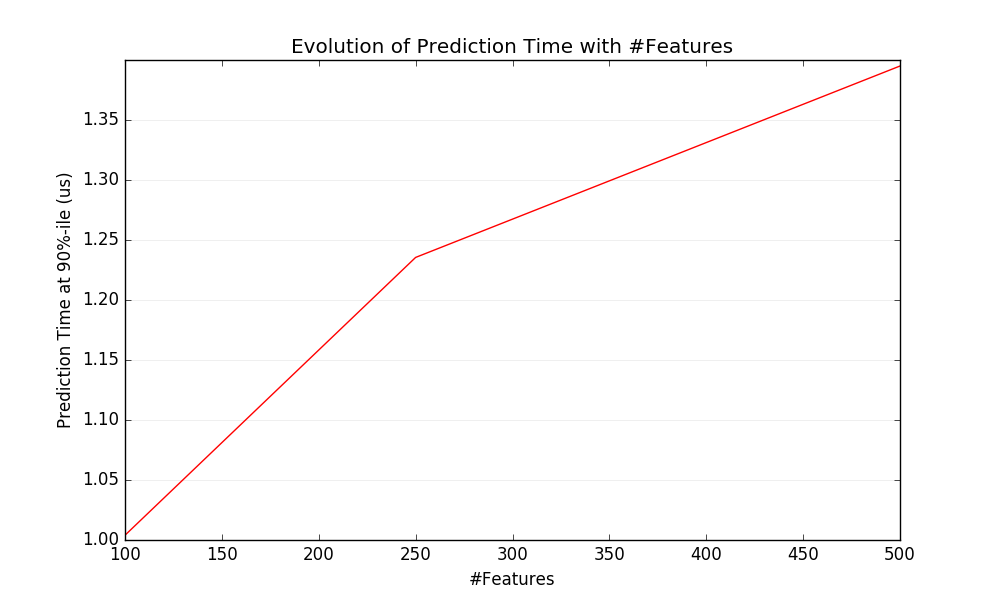 Evolution of Prediction Time with #Features
Prediction Time at 90%-ile (us)
1.35
1.30
1.25
1.20
1.15
1.10
1.05
1.00
100 150 200 250 300 350 400 450 500
#Features